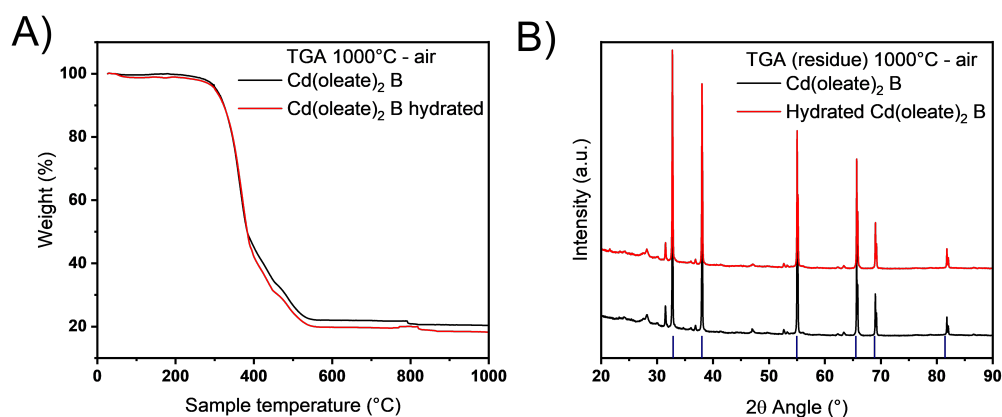 A)
TGA 1000°C - air
Cd(oleate)₂ B
Cd(oleate)₂ B hydrated
Weight (%)
100
80
60
40
20
0 200 400 600 800 1000
Sample temperature (°C)
B)
TGA (residue) 1000°C - air
Cd(oleate)₂ B
Hydrated Cd(oleate)₂ B
Intensity (a.u.)
20 30 40 50 60 70 80 90
2θ Angle (°)